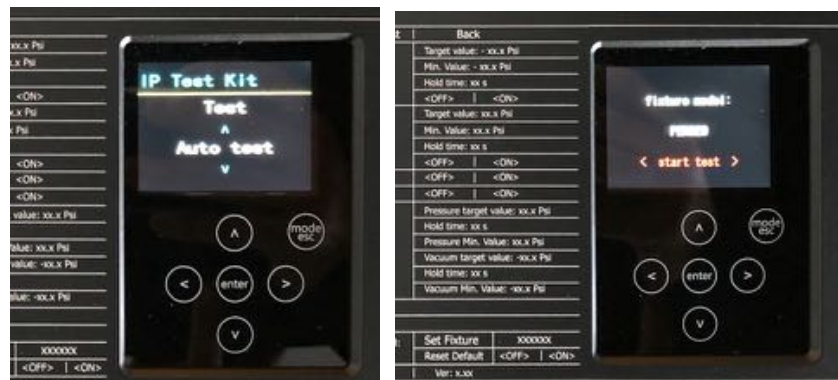 xx.x Psi
x.x Psi
<ON>
x.x Psi
Psi
<ON>
<ON>
<ON>
value: xx.x Psi
alue: xx.x Psi
value: -xx.x Psi
alue: -xx.x Psi
XXXXXX
<OFF> | <ON>
IP Test Kit
Test
Auto test
mode
esc
enter
t | Back
Target value: - xx.x Psi
Min. Value: - xx.x Psi
Hold time: xx s
<OFF> | <ON>
Target value: xx.x Psi
Min. Value: xx.x Psi
Hold time: xx s
<OFF> | <ON>
<OFF> | <ON>
<OFF> | <ON>
Pressure target value: xx.x Psi
Hold time: xx s
Pressure Min. Value: xx.x Psi
Vacuum target value: -xx.x Psi
Hold time: xx s
Vacuum Min. Value: -xx.x Psi
Set Fixture XXXXXX
Reset Default <OFF> | <ON>
Ver: x.xx
fixture model:
< start test >
mode
esc
enter